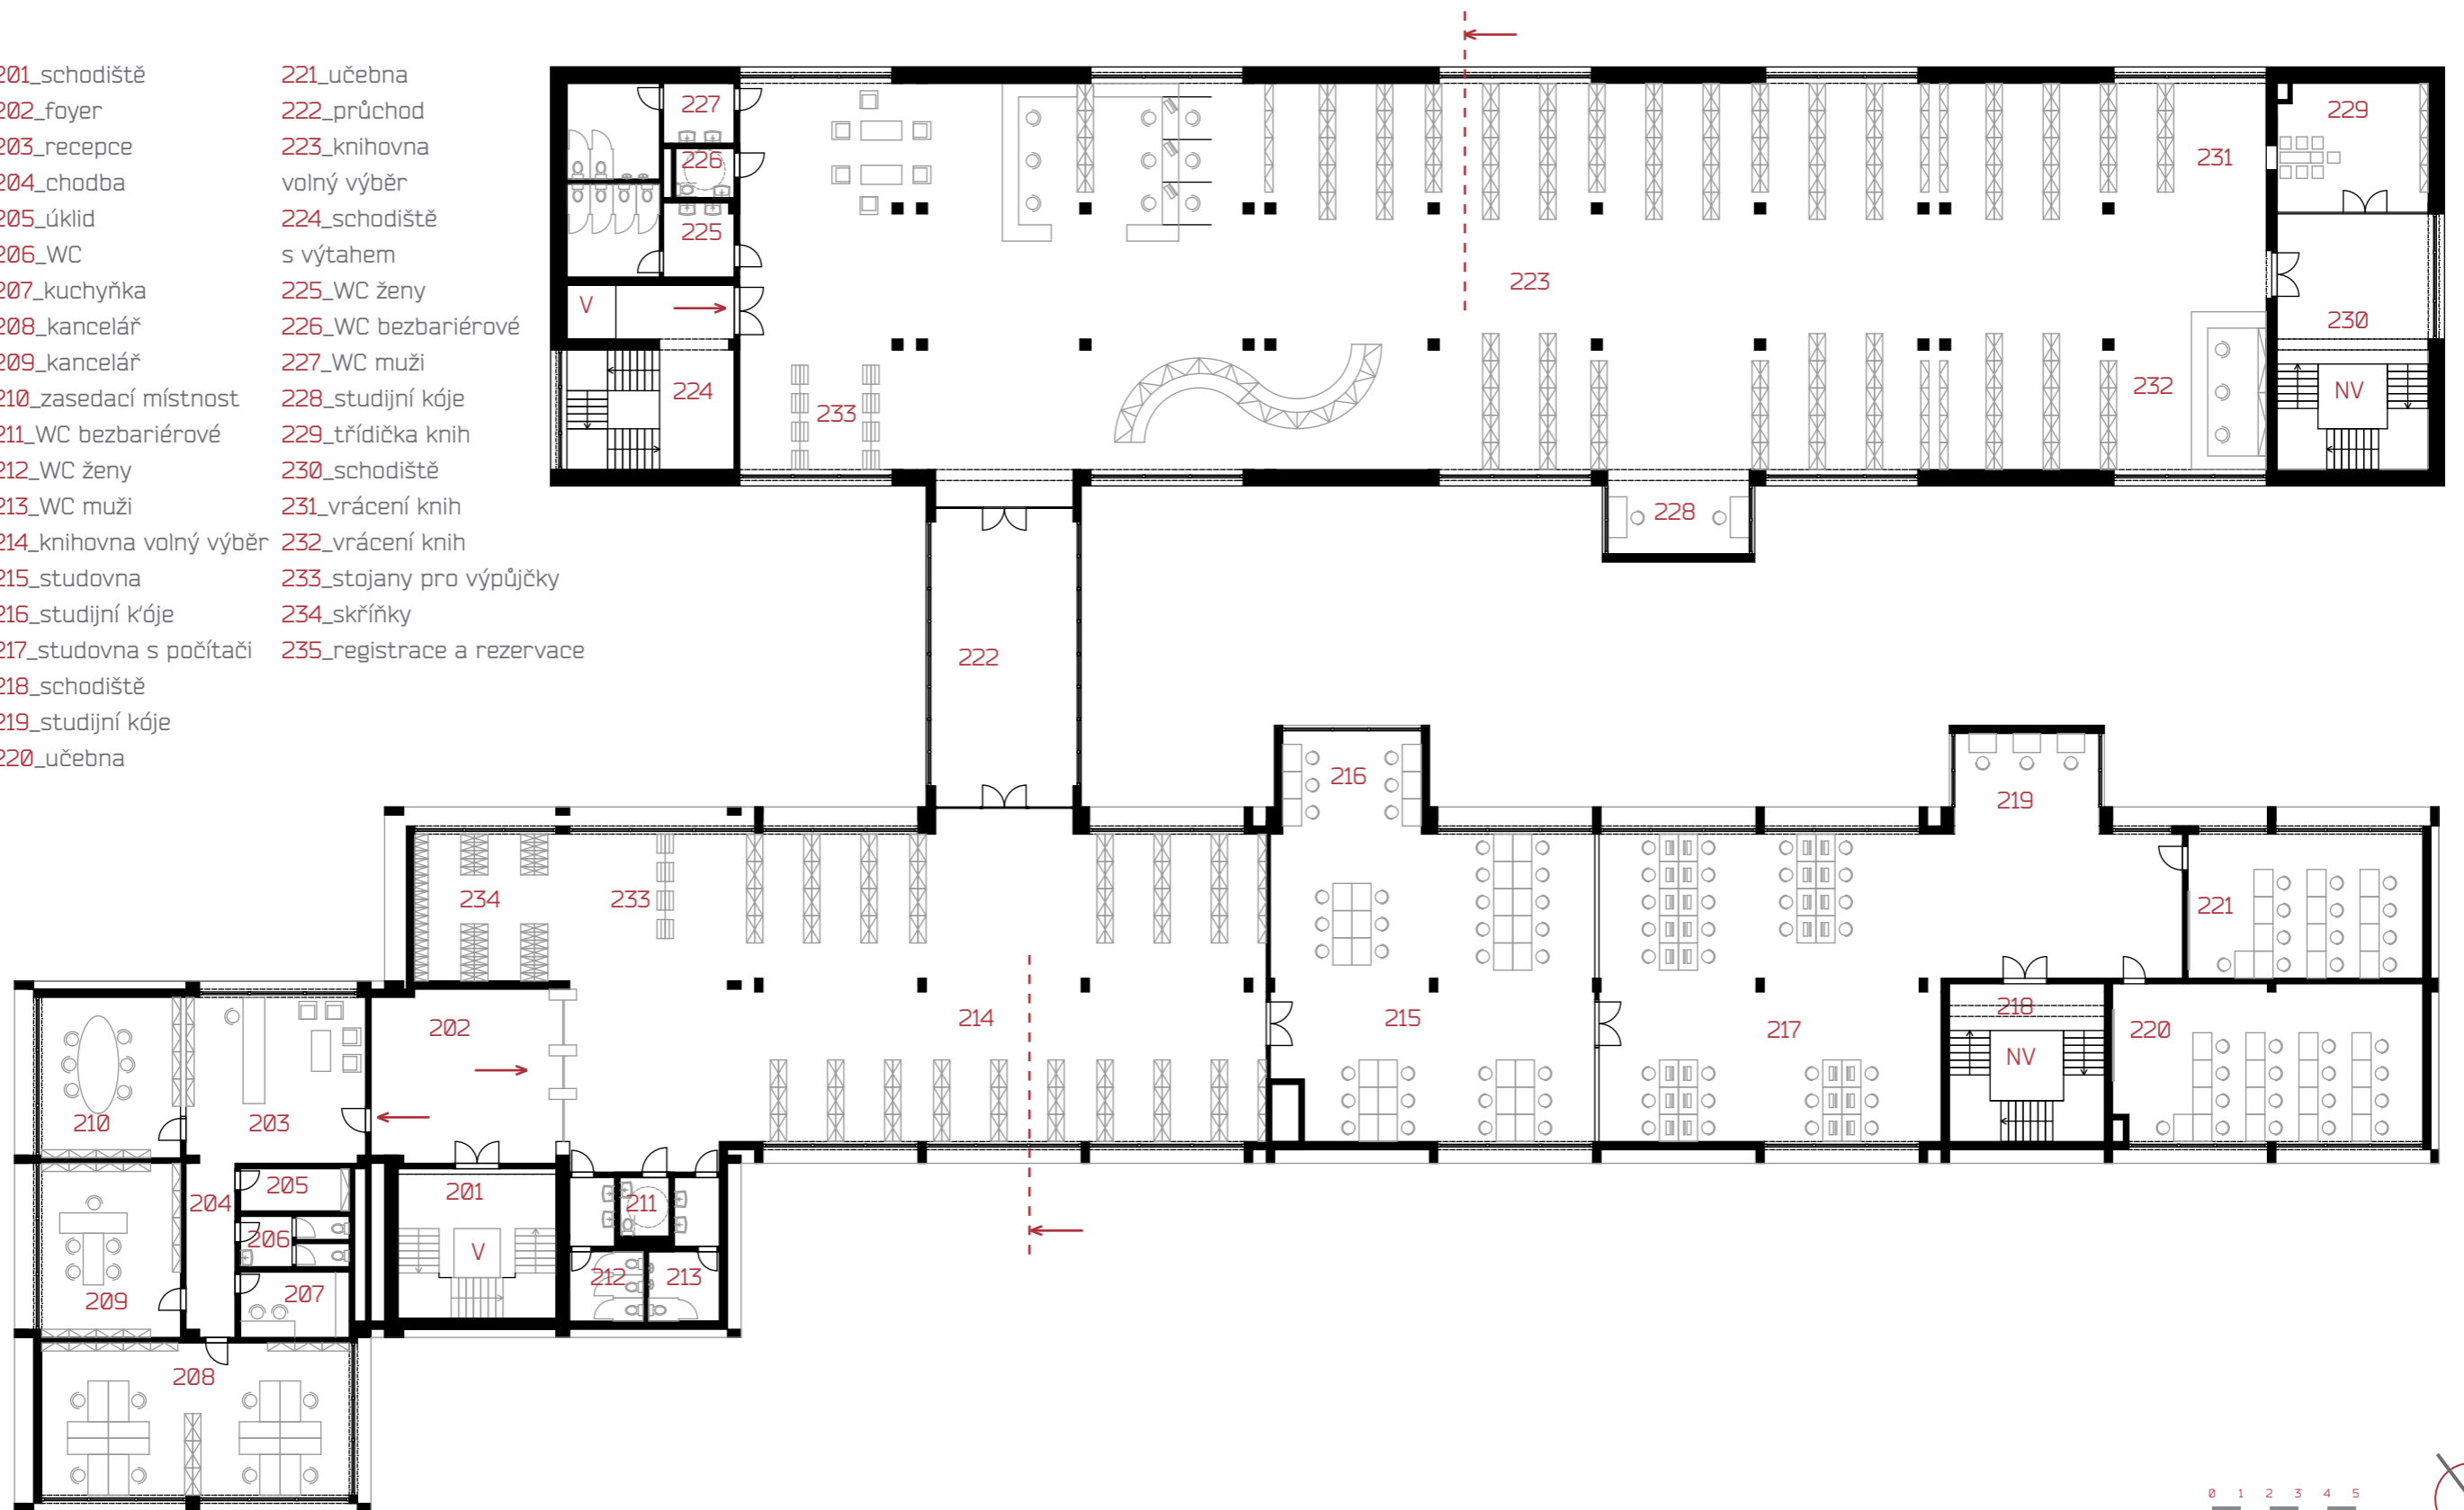 201_schodiště
202_foyer
203_recepce
204_chodba
205_úklid
206_WC
207_kuchyňka
208_kancelář
209_kancelář
210_zasedací místnost
211_WC bezbariérové
212_WC ženy
213_WC muži
214_knihovna volný výběr
215_studovna
216_studijní k'óje
217_studovna s počítači
218_schodiště
219_studijní kóje
220_učebna
221_učebna
222_průchod
223_knihovna
volný výběr
224_schodiště
s výtahem
225_WC ženy
226_WC bezbariérové
227_WC muži
228_studijní kóje
229_třídička knih
230_schodiště
231_vrácení knih
232_vrácení knih
233_stojany pro výpůjčky
234_skříňky
235_registrace a rezervace
227
229
226
231
225
223
V
230
224
232
NV
233
228
222
216
219
234
233
221
202
214
215
218
217
220
NV
210
203
201
205
204
211
206
V
212
213
207
209
208
0 1 2 3 4 5